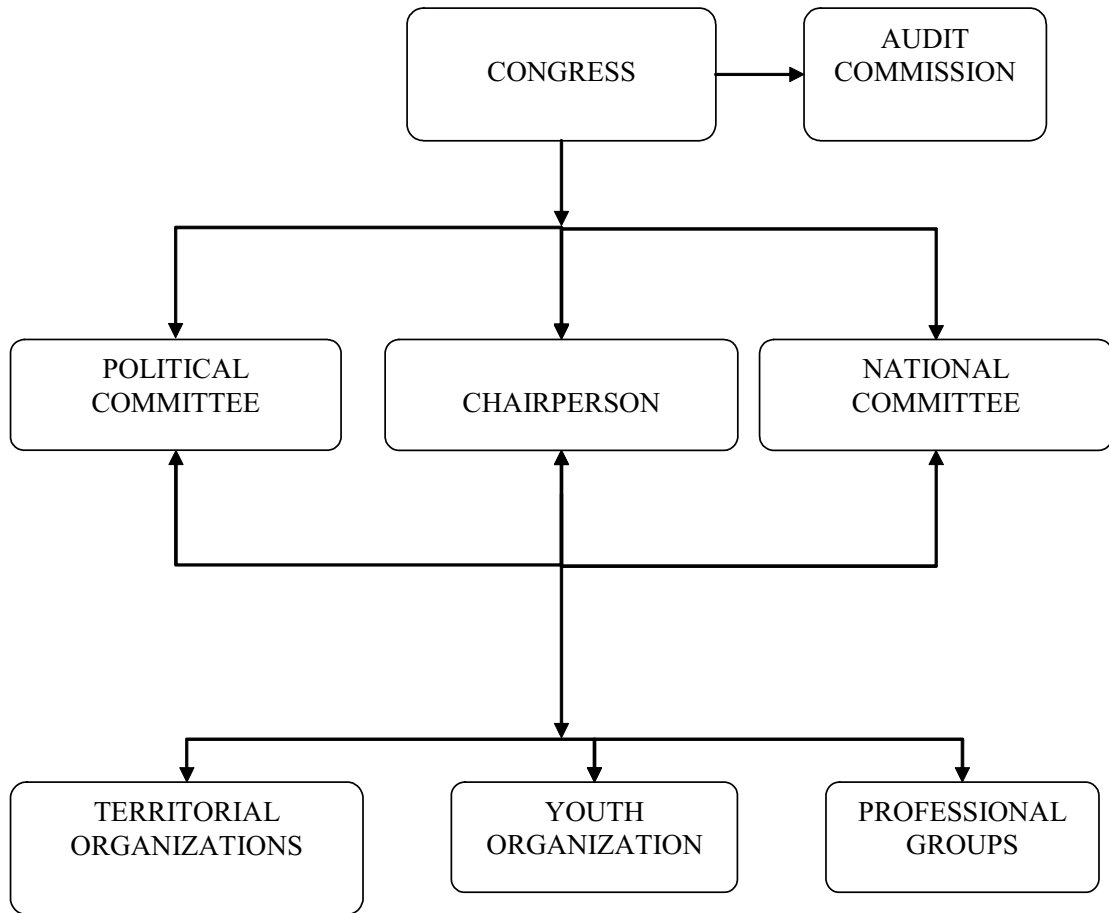 CONGRESS
AUDIT
COMMISSION
POLITICAL
COMMITTEE
CHAIRPERSON
NATIONAL
COMMITTEE
TERRITORIAL
ORGANIZATIONS
YOUTH
ORGANIZATION
PROFESSIONAL
GROUPS